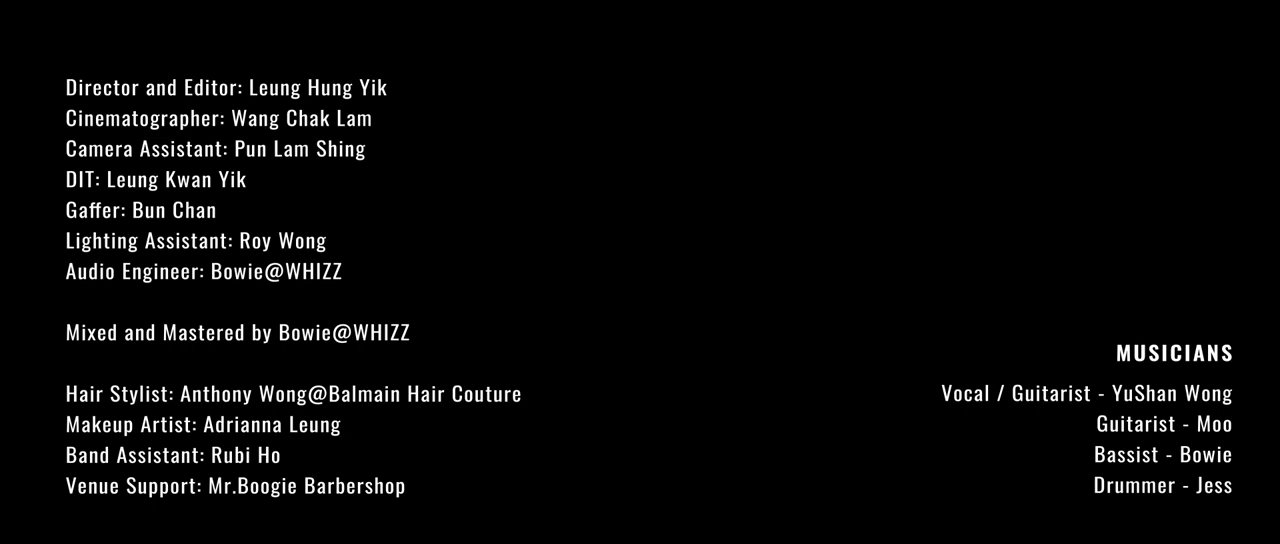 Director and Editor: Leung Hung Yik
Cinematographer: Wang Chak Lam
Camera Assistant: Pun Lam Shing
DIT: Leung Kwan Yik
Gaffer: Bun Chan
Lighting Assistant: Roy Wong
Audio Engineer: Bowie@WHIZZ
Mixed and Mastered by Bowie@WHIZZ
Hair Stylist: Anthony Wong@Balmain Hair Couture
Makeup Artist: Adrianna Leung
Band Assistant: Rubi Ho
Venue Support: Mr.Boogie Barbershop
MUSICIANS
Vocal / Guitarist - YuShan Wong
Guitarist - Moo
Bassist - Bowie
Drummer - Jess